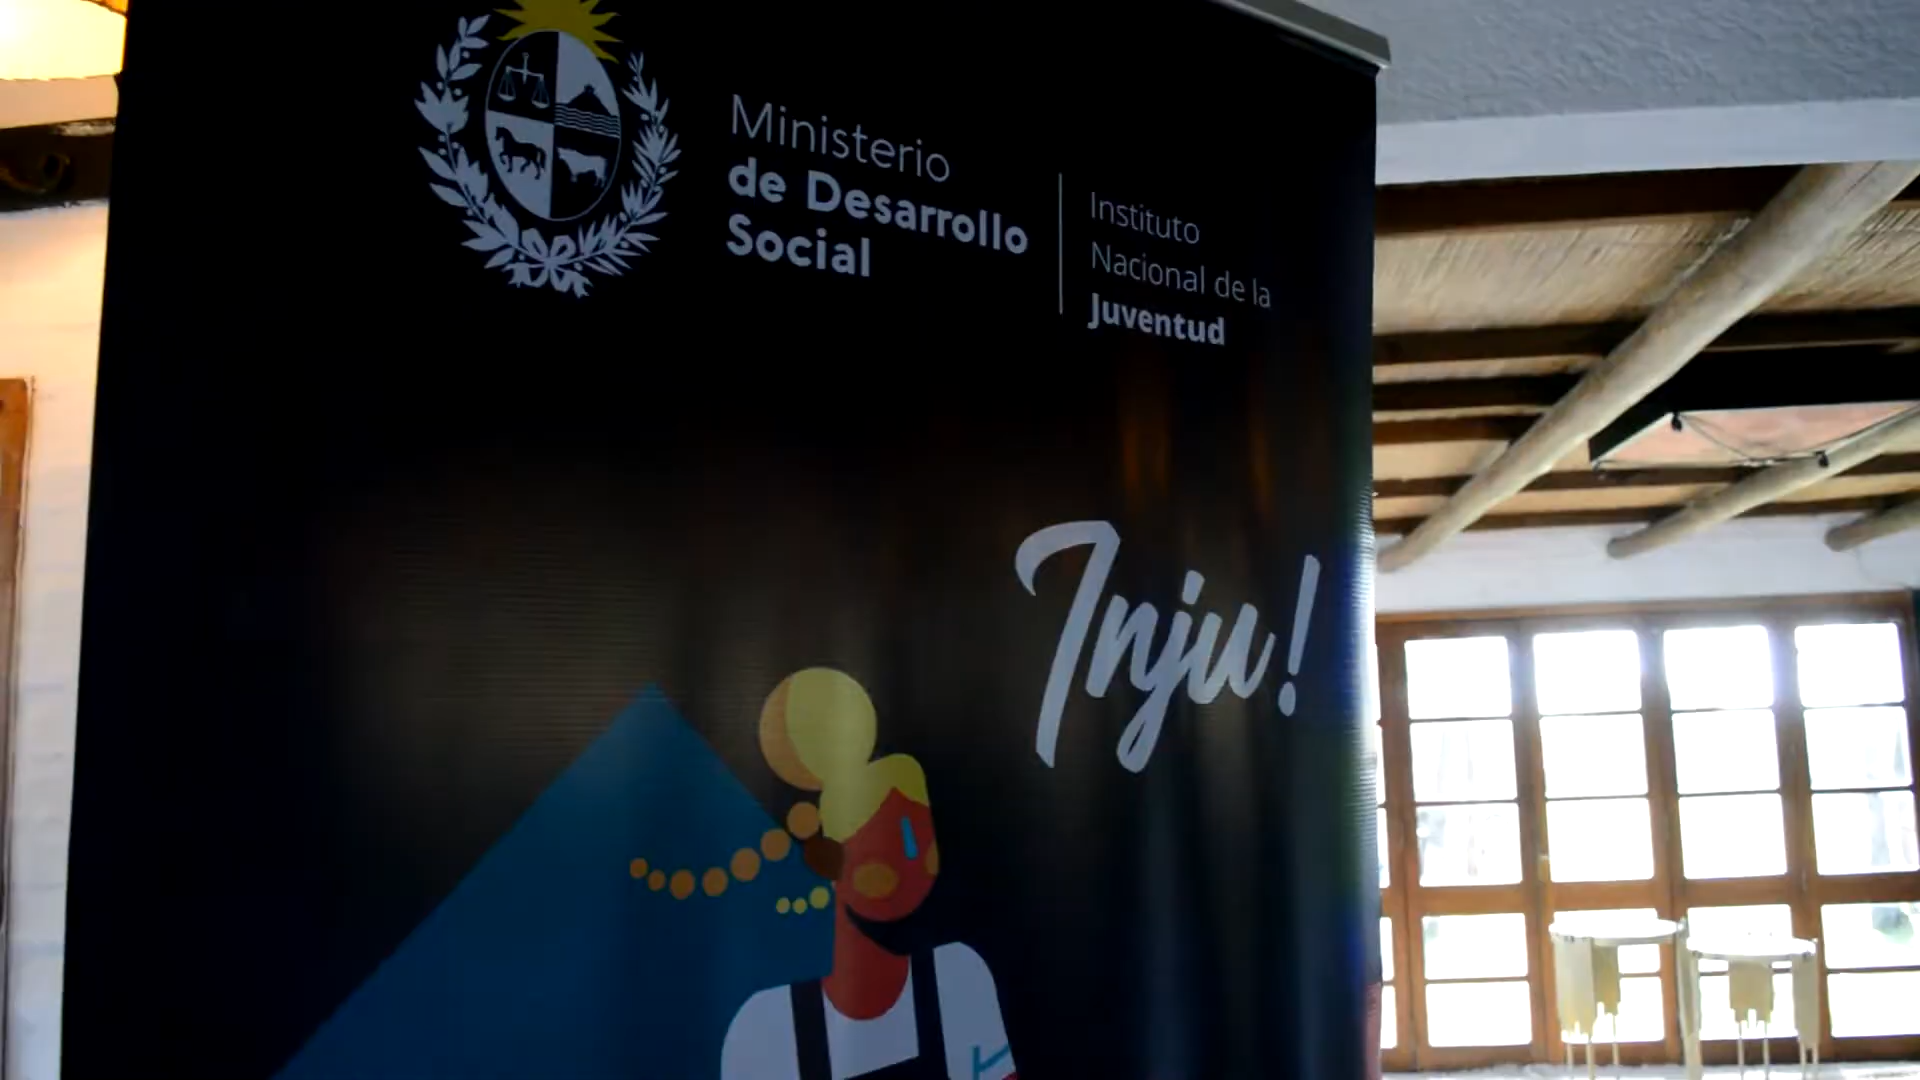 Ministerio
de Desarrollo
Social
Instituto
Nacional de la
Juventud
Inju!